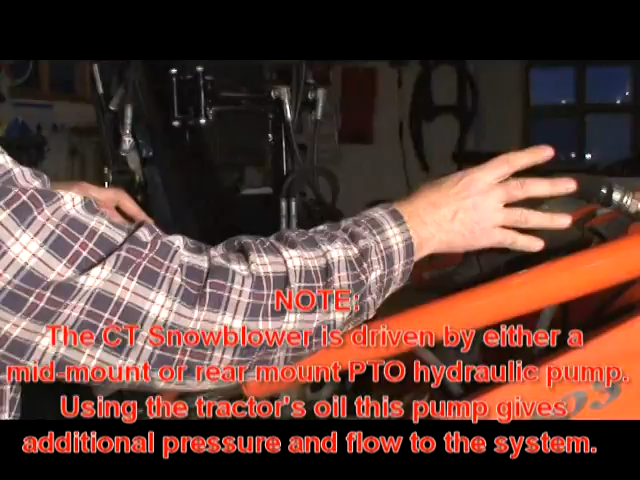 NOTE:
The CT Snowblower is driven by either a
mid-mount or rear mount PTO hydraulic pump.
Using the tractor's oil this pump gives
additional pressure and flow to the system.